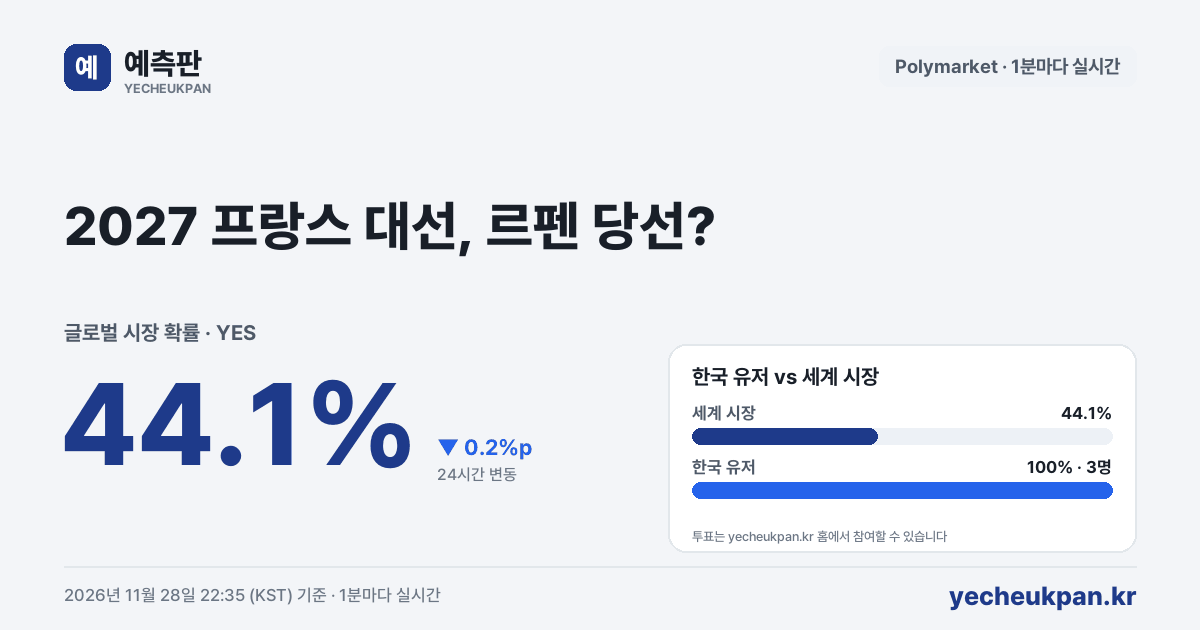 예
예측판
YECHEUKPAN
Polymarket · 1분마다 실시간
2027 프랑스 대선, 르펜 당선?
글로벌 시장 확률 · YES
44.1%
▼ 0.2%p
24시간 변동
한국 유저 vs 세계 시장
세계 시장 44.1%
한국 유저 100% · 3명
투표는 yecheukpan.kr 홈에서 참여할 수 있습니다
2026년 11월 28일 22:35 (KST) 기준 · 1분마다 실시간
yecheukpan.kr